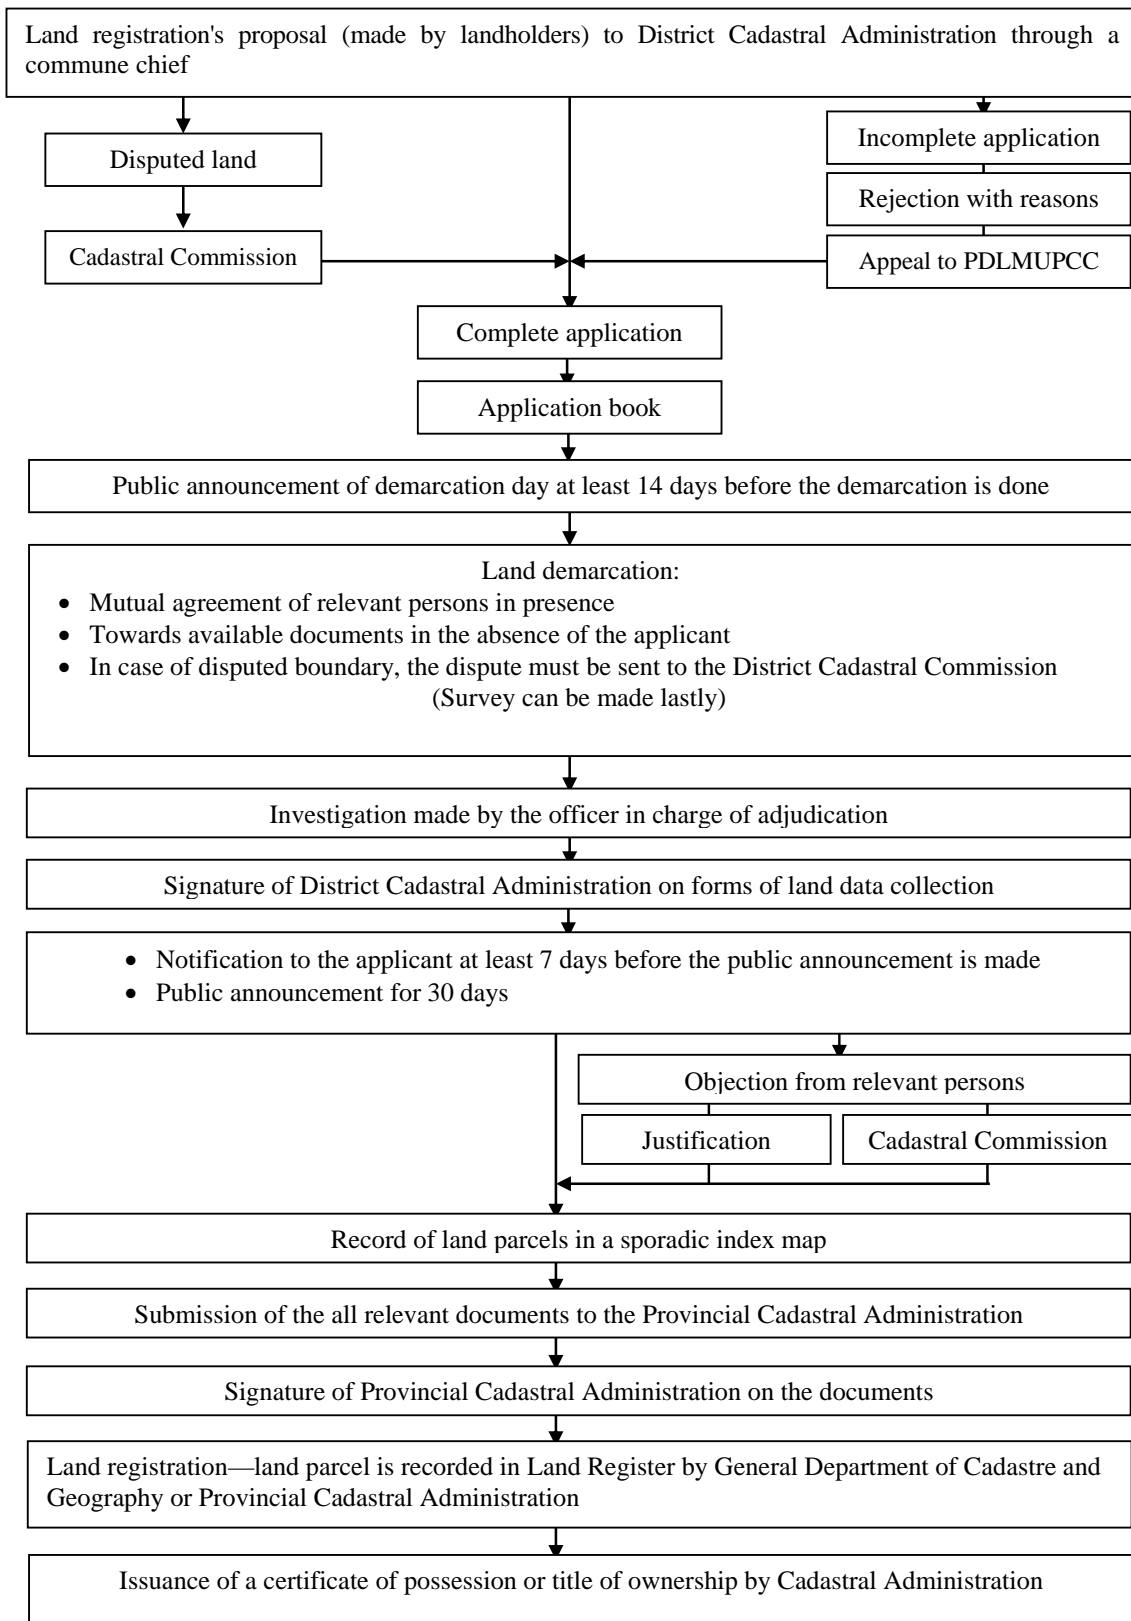 Land registration's proposal (made by landholders) to District Cadastral Administration through a
commune chief
Disputed land
Cadastral Commission
Incomplete application
Rejection with reasons
Appeal to PDLMUPCC
Complete application
Application book
Public announcement of demarcation day at least 14 days before the demarcation is done
Land demarcation:
• Mutual agreement of relevant persons in presence
• Towards available documents in the absence of the applicant
• In case of disputed boundary, the dispute must be sent to the District Cadastral Commission
(Survey can be made lastly)
Investigation made by the officer in charge of adjudication
Signature of District Cadastral Administration on forms of land data collection
• Notification to the applicant at least 7 days before the public announcement is made
• Public announcement for 30 days
Objection from relevant persons
Justification
Cadastral Commission
Record of land parcels in a sporadic index map
Submission of the all relevant documents to the Provincial Cadastral Administration
Signature of Provincial Cadastral Administration on the documents
Land registration—land parcel is recorded in Land Register by General Department of Cadastre and
Geography or Provincial Cadastral Administration
Issuance of a certificate of possession or title of ownership by Cadastral Administration